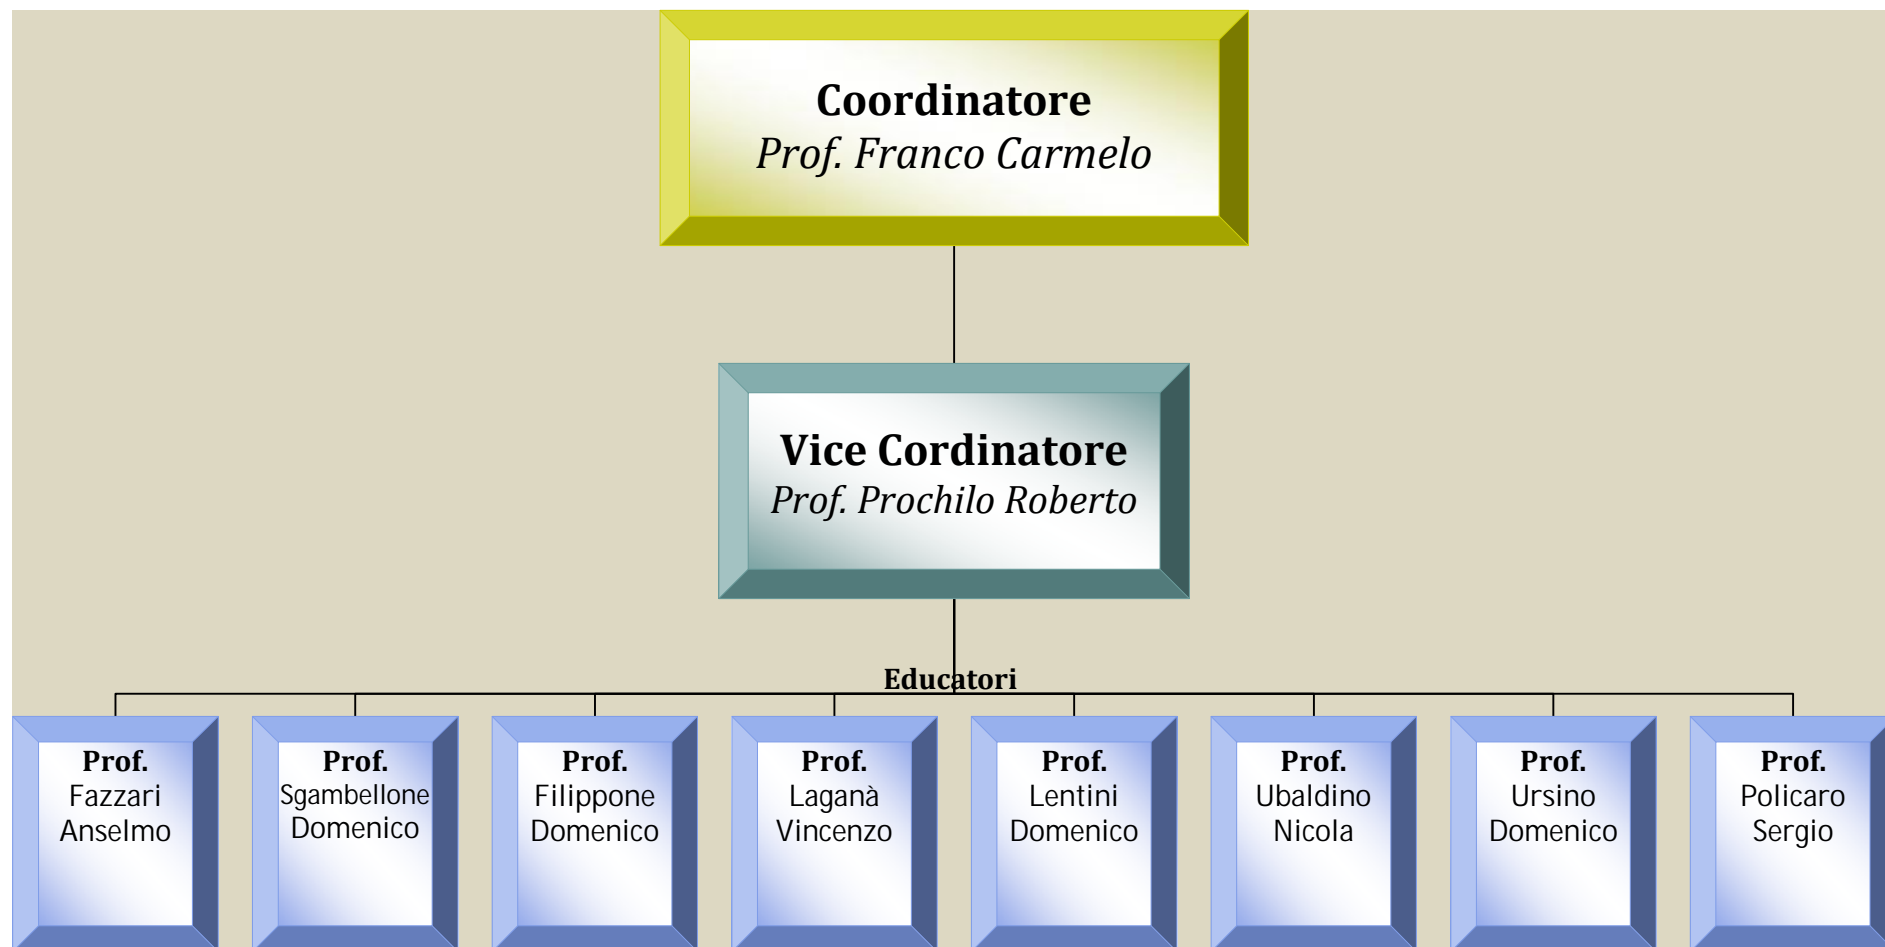 Coordinatore
Prof. Franco Carmelo
Vice Cordinatore
Prof. Prochilo Roberto
Educatori
Prof.
Fazzari
Anselmo
Prof.
Sgambellone
Domenico
Prof.
Filippone
Domenico
Prof.
Laganà
Vincenzo
Prof.
Lentini
Domenico
Prof.
Ubaldino
Nicola
Prof.
Ursino
Domenico
Prof.
Policaro
Sergio